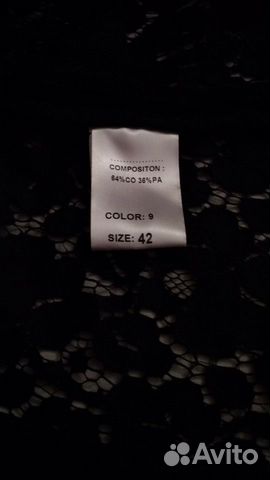 COMPOSITON :
64%CO 36%PA
COLOR: 9
SIZE: 42
Avito